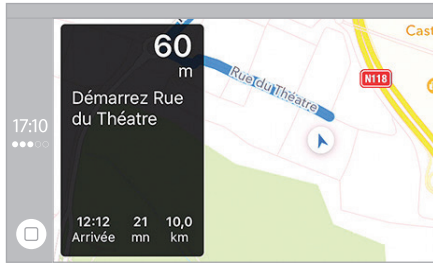 17:10
60
m
Démarrez Rue
du Théatre
12:12 21 10,0
Arrivée mn km
Rue du Théatre
N118
Cast